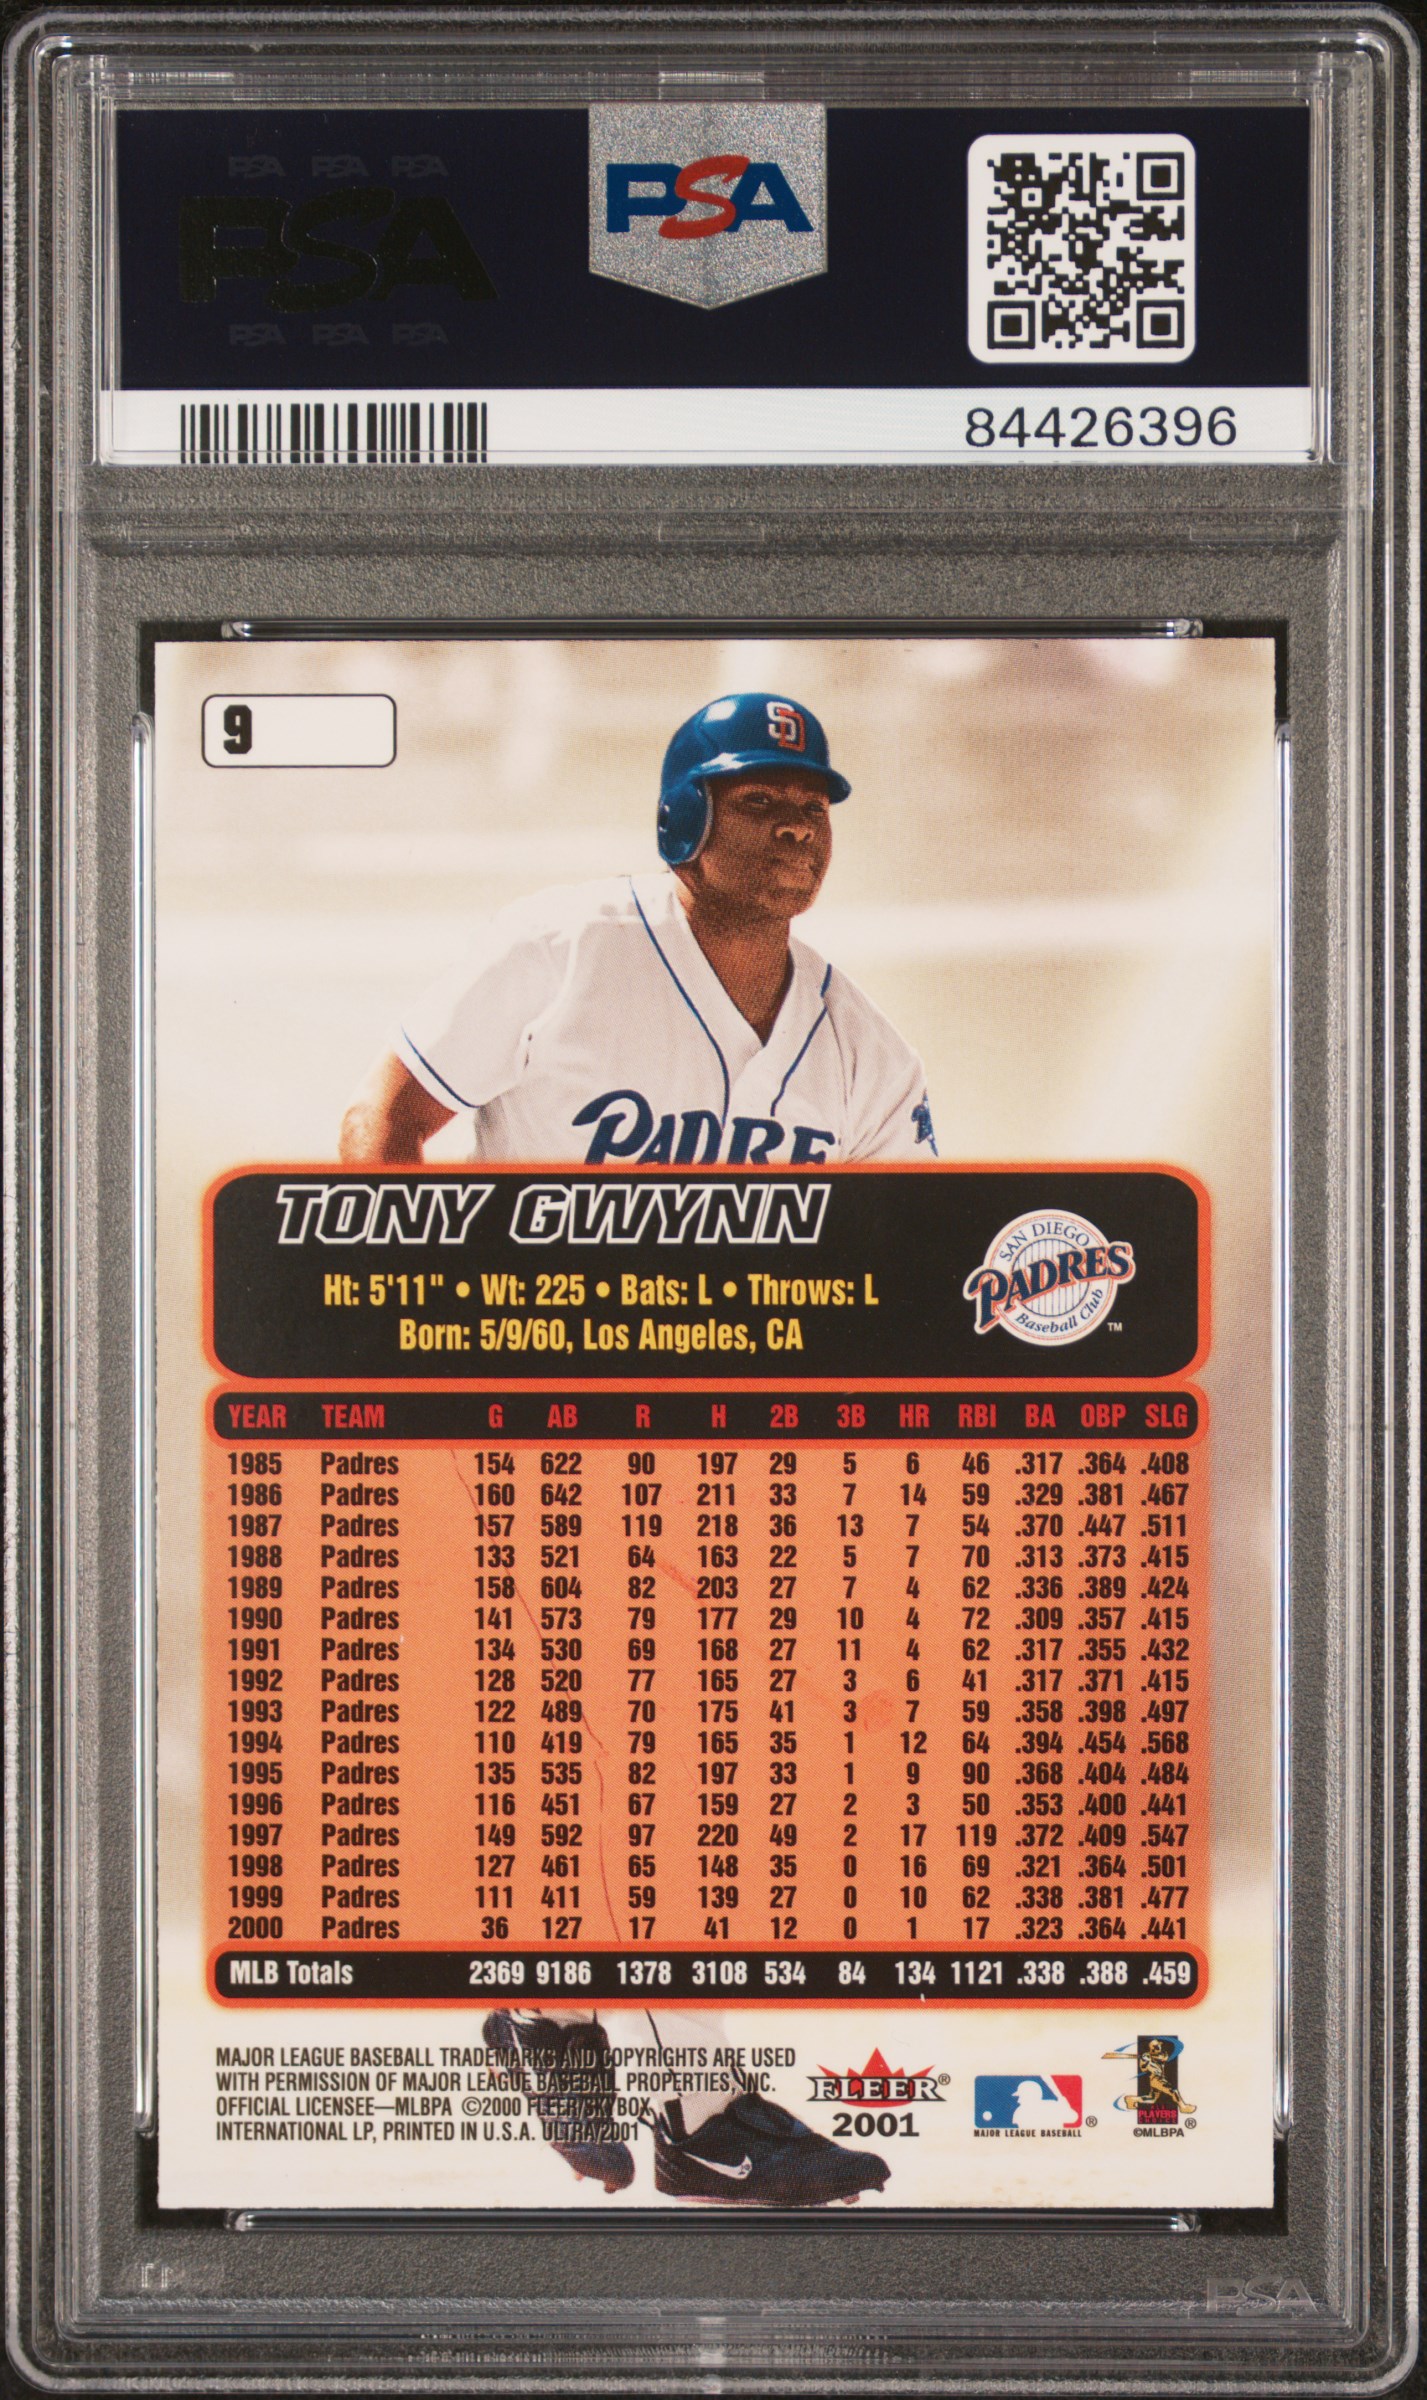 PSA PSA PSA
PSA
PSA PSA PSA
PSA
84426396
9
SD
PADRE
TONY GWYNN
Ht: 5'11" • Wt: 225 • Bats: L • Throws: L
Born: 5/9/60, Los Angeles, CA
SAN DIEGO
PADRES
Baseball Club
TM
YEAR TEAM G AB R H 2B 3B HR RBI BA OBP SLG
1985 Padres 154 622 90 197 29 5 6 46 .317 .364 .408
1986 Padres 160 642 107 211 33 7 14 59 .329 .381 .467
1987 Padres 157 589 119 218 36 13 7 54 .370 .447 .511
1988 Padres 133 521 64 163 22 5 7 70 .313 .373 .415
1989 Padres 158 604 82 203 27 7 4 62 .336 .389 .424
1990 Padres 141 573 79 177 29 10 4 72 .309 .357 .415
1991 Padres 134 530 69 168 27 11 4 62 .317 .355 .432
1992 Padres 128 520 77 165 27 3 6 41 .317 .371 .415
1993 Padres 122 489 70 175 41 3 7 59 .358 .398 .497
1994 Padres 110 419 79 165 35 1 12 64 .394 .454 .568
1995 Padres 135 535 82 197 33 1 9 90 .368 .404 .484
1996 Padres 116 451 67 159 27 2 3 50 .353 .400 .441
1997 Padres 149 592 97 220 49 2 17 119 .372 .409 .547
1998 Padres 127 461 65 148 35 0 16 69 .321 .364 .501
1999 Padres 111 411 59 139 27 0 10 62 .338 .381 .477
2000 Padres 36 127 17 41 12 0 1 17 .323 .364 .441
MLB Totals 2369 9186 1378 3108 534 84 134 1121 .338 .388 .459
MAJOR LEAGUE BASEBALL TRADEMARKS AND COPYRIGHTS ARE USED
WITH PERMISSION OF MAJOR LEAGUE BASEBALL PROPERTIES, INC.
OFFICIAL LICENSEE—MLBPA ©2000 FLEER/SKYBOX
INTERNATIONAL LP, PRINTED IN U.S.A. ULTRA/2001
FLEER®
2001
MAJOR LEAGUE BASEBALL ®
PLAYERS
®
©MLBPA
PSA